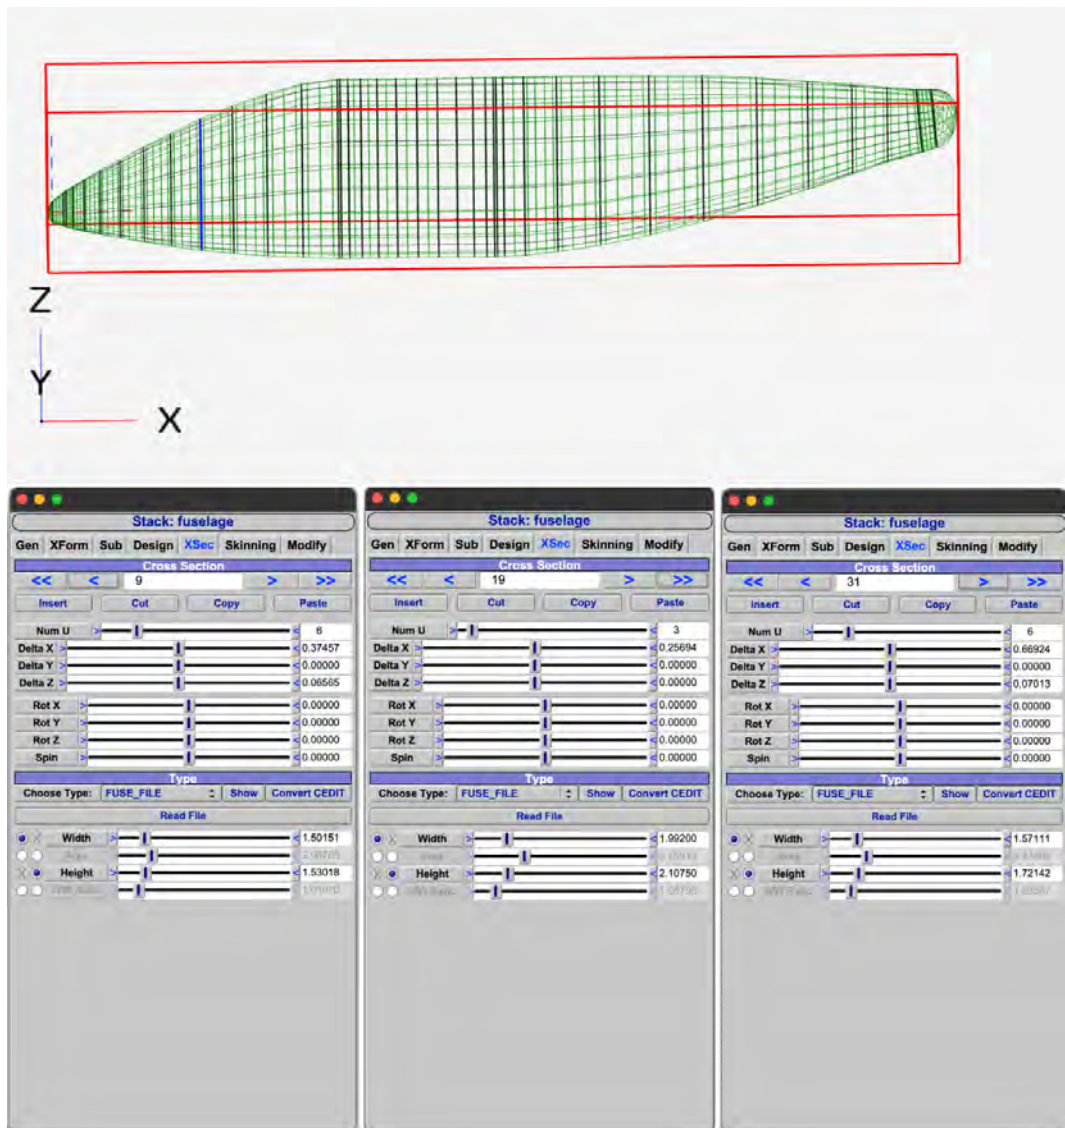 Z
Y
X
Stack: fuselage
Gen XForm Sub Design XSec Skinning Modify
Cross Section
<< < 9 > >>
Insert Cut Copy Paste
Num U > < 6
Delta X > < 0.37457
Delta Y > < 0.00000
Delta Z > < 0.06565
Rot X > < 0.00000
Rot Y > < 0.00000
Rot Z > < 0.00000
Spin > < 0.00000
Type
Choose Type: FUSE_FILE Show Convert CEDIT
Read File
X Width > < 1.50151
Area
X Height > < 1.53018
Stack: fuselage
Gen XForm Sub Design XSec Skinning Modify
Cross Section
<< < 19 > >>
Insert Cut Copy Paste
Num U > < 3
Delta X > < 0.25694
Delta Y > < 0.00000
Delta Z > < 0.00000
Rot X > < 0.00000
Rot Y > < 0.00000
Rot Z > < 0.00000
Spin > < 0.00000
Type
Choose Type: FUSE_FILE Show Convert CEDIT
Read File
X Width > < 1.99200
Area
X Height > < 2.10750
Stack: fuselage
Gen XForm Sub Design XSec Skinning Modify
Cross Section
<< < 31 > >>
Insert Cut Copy Paste
Num U > < 6
Delta X > < 0.66924
Delta Y > < 0.00000
Delta Z > < 0.07013
Rot X > < 0.00000
Rot Y > < 0.00000
Rot Z > < 0.00000
Spin > < 0.00000
Type
Choose Type: FUSE_FILE Show Convert CEDIT
Read File
X Width > < 1.57111
Area
X Height > < 1.72142